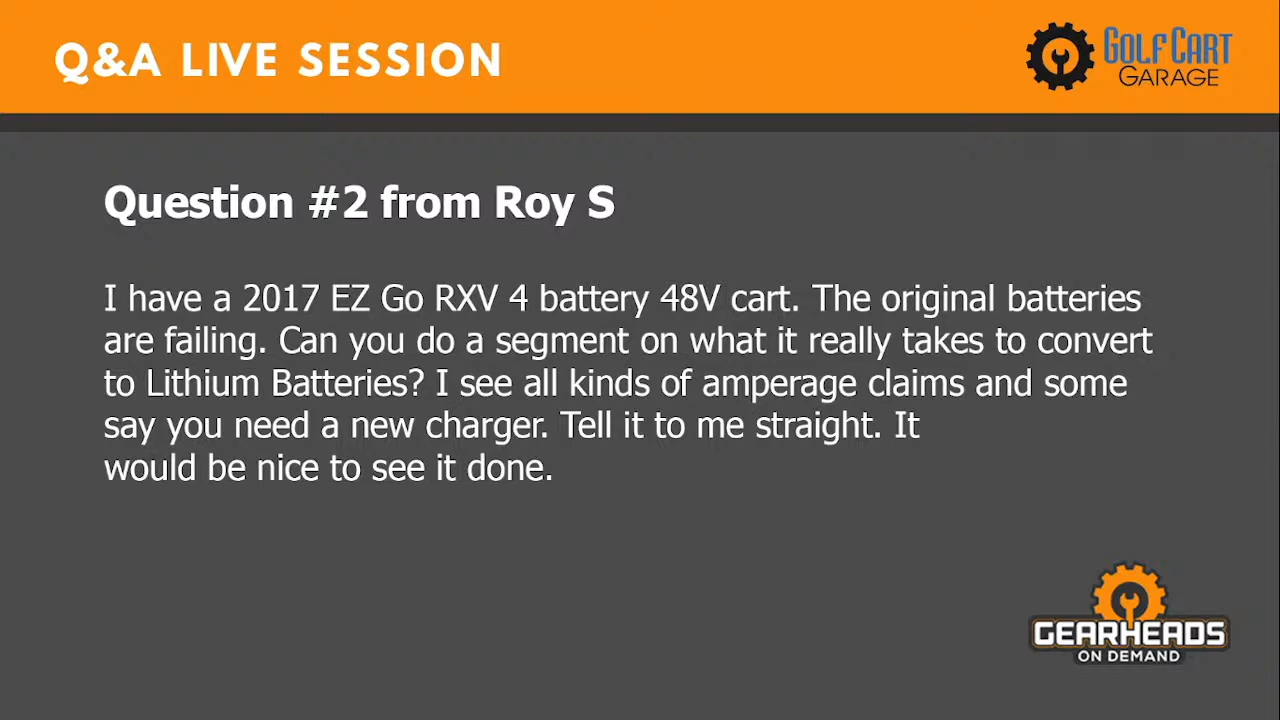 Q&A LIVE SESSION
GOLF CART
GARAGE
Question #2 from Roy S
I have a 2017 EZ Go RXV 4 battery 48V cart. The original batteries
are failing. Can you do a segment on what it really takes to convert
to Lithium Batteries? I see all kinds of amperage claims and some
say you need a new charger. Tell it to me straight. It
would be nice to see it done.
GEARHEADS
ON DEMAND